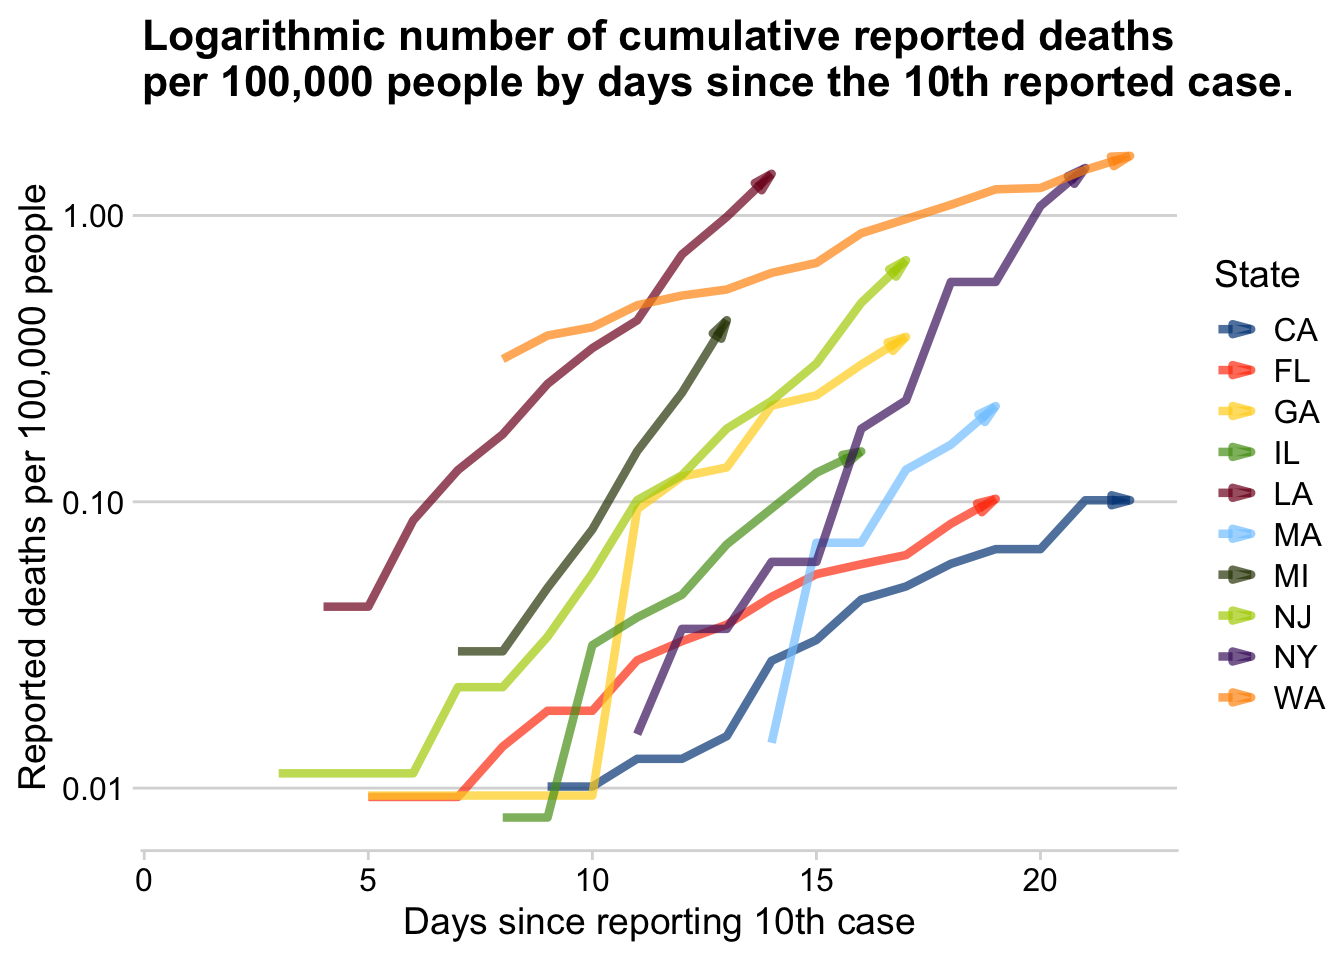 Logarithmic number of cumulative reported deaths
per 100,000 people by days since the 10th reported case.
Reported deaths per 100,000 people
1.00
0.10
0.01
0
5
10
15
20
Days since reporting 10th case
State
CA
FL
GA
IL
LA
MA
MI
NJ
NY
WA